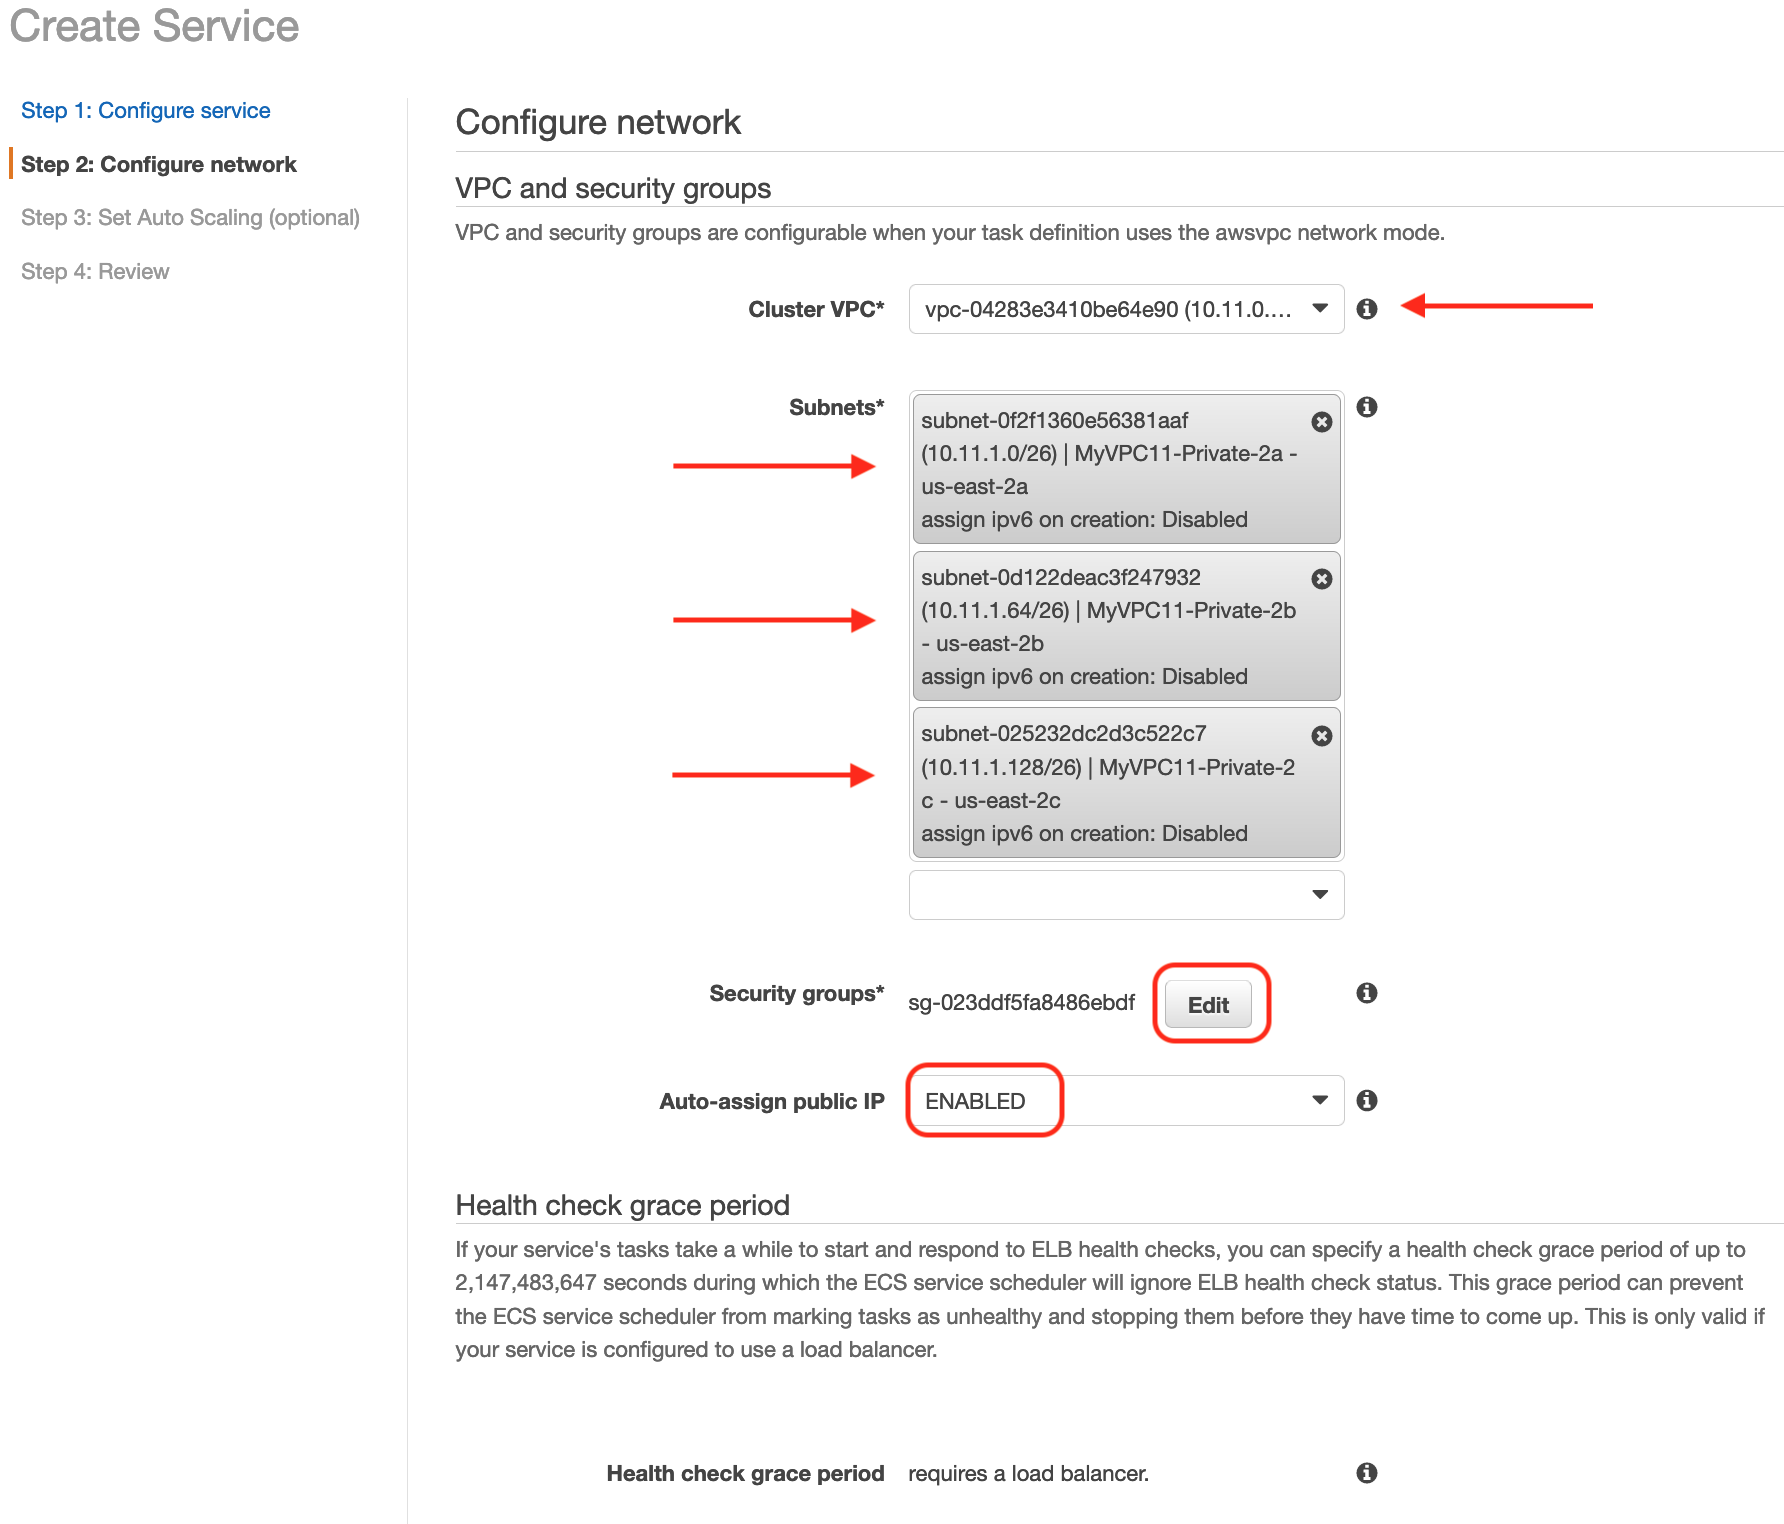 Create Service
Step 1: Configure service
Step 2: Configure network
Step 3: Set Auto Scaling (optional)
Step 4: Review
Configure network
VPC and security groups
VPC and security groups are configurable when your task definition uses the awsvpc network mode.
Cluster VPC*
vpc-04283e3410be64e90 (10.11.0....
Subnets*
subnet-0f2f1360e56381aaf
(10.11.1.0/26) | MyVPC11-Private-2a -
us-east-2a
assign ipv6 on creation: Disabled
subnet-0d122deac3f247932
(10.11.1.64/26) | MyVPC11-Private-2b
- us-east-2b
assign ipv6 on creation: Disabled
subnet-025232dc2d3c522c7
(10.11.1.128/26) | MyVPC11-Private-2
c - us-east-2c
assign ipv6 on creation: Disabled
Security groups*
sg-023ddf5fa8486ebdf
Edit
Auto-assign public IP
ENABLED
Health check grace period
If your service's tasks take a while to start and respond to ELB health checks, you can specify a health check grace period of up to
2,147,483,647 seconds during which the ECS service scheduler will ignore ELB health check status. This grace period can prevent
the ECS service scheduler from marking tasks as unhealthy and stopping them before they have time to come up. This is only valid if
your service is configured to use a load balancer.
Health check grace period
requires a load balancer.